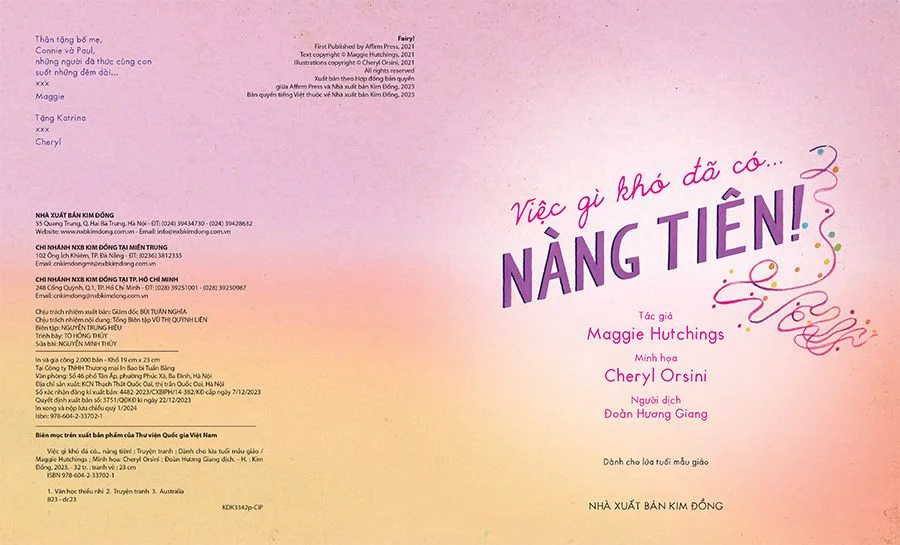 Thân tặng bố mẹ,
Connie và Paul,
những người đã thức cùng con
suốt những đêm dài...
xxx
Maggie
Tặng Katrina
xxx
Cheryl
Fairy!
First Published by Affirm Press, 2021
Text copyright © Maggie Hutchings, 2021
Illustrations copyright © Cheryl Orsini, 2021
All rights reserved
Xuất bản theo Hợp đồng bản quyền
giữa Affirm Press và Nhà xuất bản Kim Đồng, 2023
Bản quyền tiếng Việt thuộc về Nhà xuất bản Kim Đồng, 2023
NHÀ XUẤT BẢN KIM ĐỒNG
55 Quang Trung, Q. Hai Bà Trưng, Hà Nội - ĐT: (024) 39434730 - (024) 39428632
Website: www.nxbkimdong.com.vn - Email: info@nxbkimdong.com.vn
CHI NHÁNH NXB KIM ĐỒNG TẠI MIỀN TRUNG
102 Ông Ích Khiêm, TP. Đà Nẵng - ĐT: (0236) 3812335
Email: cnkimdongmt@nxbkimdong.com.vn
CHI NHÁNH NXB KIM ĐỒNG TẠI TP. HỒ CHÍ MINH
248 Cống Quỳnh, Q.1, TP. Hồ Chí Minh - ĐT: (028) 39251001 - (028) 39250987
Email: cnkimdong@nxbkimdong.com.vn
Chịu trách nhiệm xuất bản: Giám đốc BÙI TUẤN NGHĨA
Chịu trách nhiệm nội dung: Tổng Biên tập VŨ THỊ QUỲNH LIÊN
Biên tập: NGUYỄN TRUNG HIẾU
Trình bày: TÔ HỒNG THỦY
Sửa bài: NGUYỄN MINH THÚY
In và gia công 2,000 bản - Khổ 19 cm x 23 cm
Tại Công ty TNHH Thương mại In Bao bì Tuấn Bằng
Văn phòng: Số 46 phố Tân Ấp, phường Phúc Xá, Ba Đình, Hà Nội
Địa chỉ sản xuất: KCN Thạch Thất Quốc Oai, thị trấn Quốc Oai, Hà Nội
Số xác nhận đăng kí xuất bản: 4482-2023/CXBIPH/14-382/KĐ cấp ngày 7/12/2023
Quyết định xuất bản số: 3751/QĐKĐ kí ngày 22/12/2023
In xong và nộp lưu chiểu quý 1/2024
Isbn: 978-604-2-33702-1
Biên mục trên xuất bản phẩm của Thư viện Quốc gia Việt Nam
Việc gì khó đã có... nàng tiên! : Truyện tranh : Dành cho lứa tuổi mẫu giáo /
Maggie Hutchings ; Minh họa: Cheryl Orsini ; Đoàn Hương Giang dịch. - H. : Kim
Đồng, 2023. - 32 tr. : tranh vẽ ; 23 cm
ISBN 978-604-2-33702-1
1. Văn học thiếu nhi 2. Truyện tranh 3. Australia
823 - dc23
KDK3342p-CIP
Việc gì khó đã có...
NÀNG TIÊN!
Tác giả
Maggie Hutchings
Minh họa
Cheryl Orsini
Người dịch
Đoàn Hương Giang
Dành cho lứa tuổi mẫu giáo
NHÀ XUẤT BẢN KIM ĐỒNG